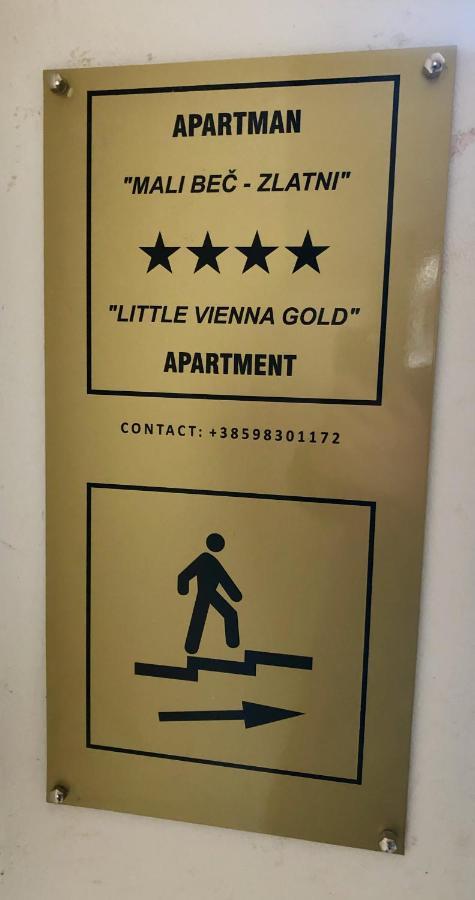 APARTMAN
"MALI BEČ - ZLATNI"
★★★★
"LITTLE VIENNA GOLD"
APARTMENT
CONTACT: +38598301172